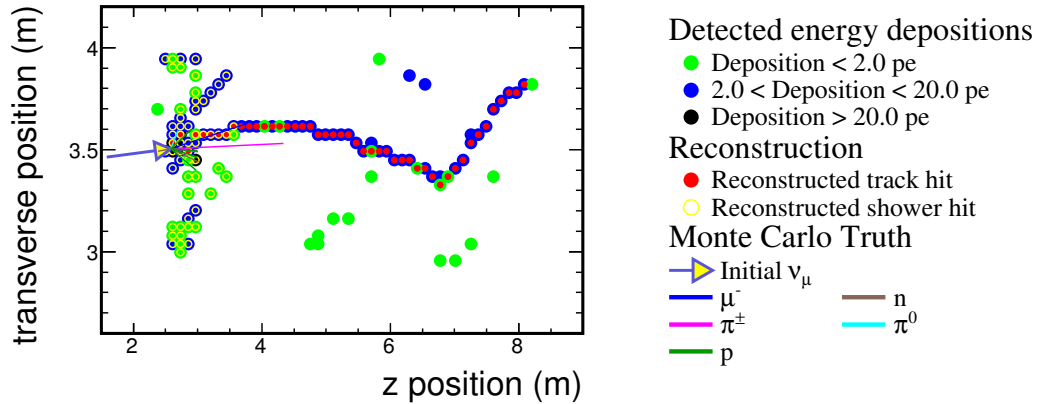 transverse position (m)
4
3.5
3
2
4
6
8
z position (m)
Detected energy depositions
Deposition < 2.0 pe
2.0 < Deposition < 20.0 pe
Deposition > 20.0 pe
Reconstruction
Reconstructed track hit
Reconstructed shower hit
Monte Carlo Truth
Initial νμ
μ- n
π± π0
p